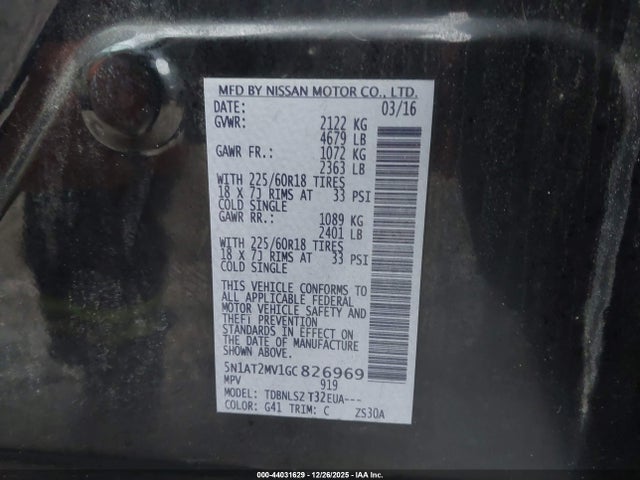 MFD BY NISSAN MOTOR CO., LTD.
DATE: 03/16
GVWR: 2122 KG
4679 LB
GAWR FR.: 1072 KG
2363 LB
WITH 225/60R18 TIRES
18 X 7J RIMS AT 33 PSI
COLD SINGLE
GAWR RR.: 1089 KG
2401 LB
WITH 225/60R18 TIRES
18 X 7J RIMS AT 33 PSI
COLD SINGLE
THIS VEHICLE CONFORMS TO
ALL APPLICABLE FEDERAL
MOTOR VEHICLE SAFETY AND
THEFT PREVENTION
STANDARDS IN EFFECT ON
THE DATE OF MANUFACTURE
SHOWN ABOVE.
5N1AT2MV1GC826969
MPV 919
MODEL: TDBNLSZ T32EUA---
COLOR: G41 TRIM: C ZS30A
000-44031629 - 12/26/2025 - IAA Inc.